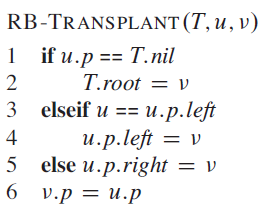 RB-TRANSPLANT(T, u, v)
1 if u.p == T.nil
2 T.root = v
3 elseif u == u.p.left
4 u.p.left = v
5 else u.p.right = v
6 v.p = u.p